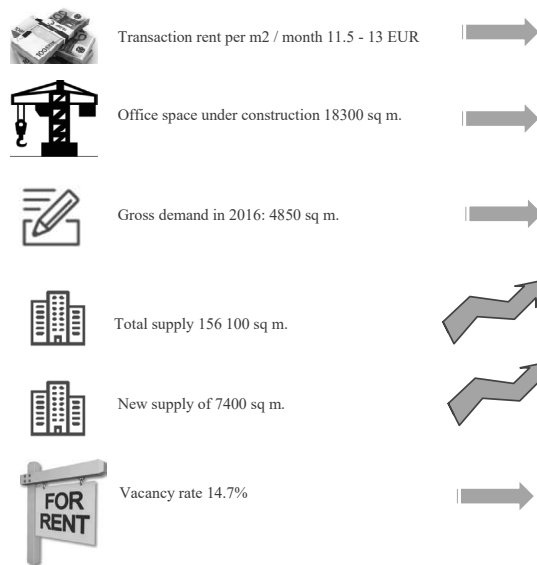 Transaction rent per m2 / month 11.5 - 13 EUR
Office space under construction 18300 sq m.
Gross demand in 2016: 4850 sq m.
Total supply 156 100 sq m.
New supply of 7400 sq m.
Vacancy rate 14.7%
FOR
RENT